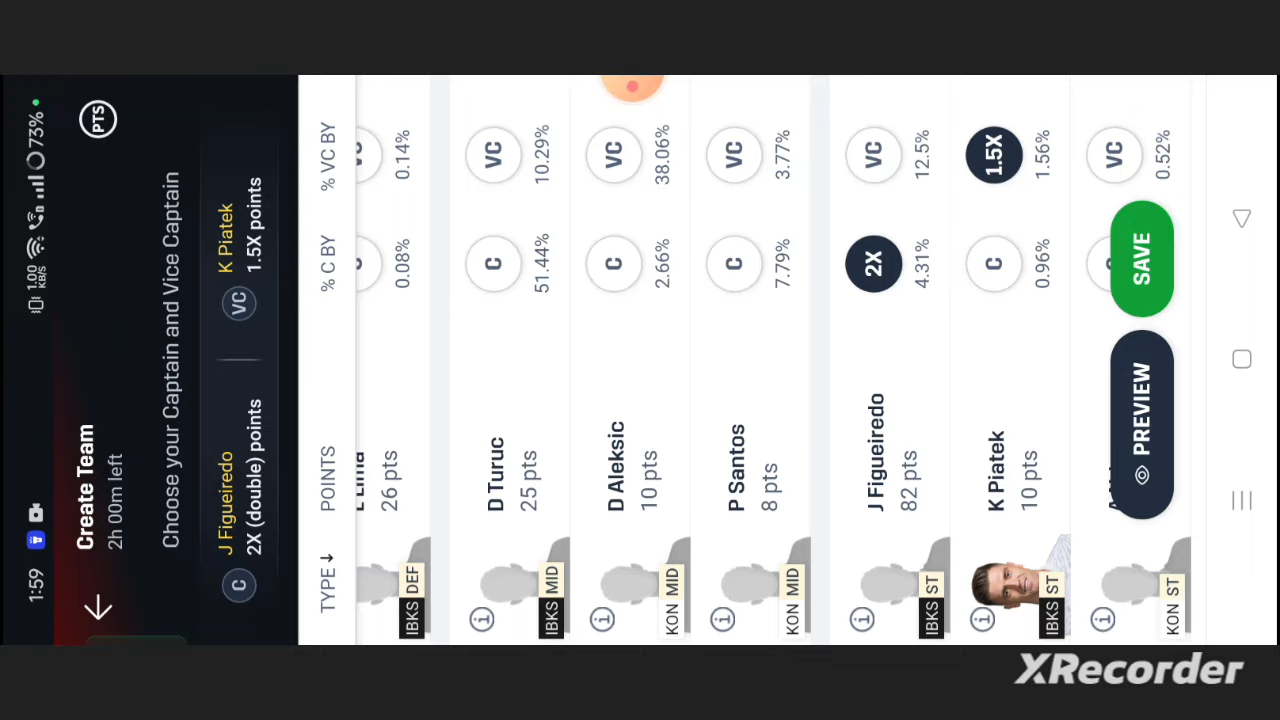 1:59
1.00
KB/S
73%
Create Team
2h 00m left
PTS
Choose your Captain and Vice Captain
C
J Figueiredo
2X (double) points
VC
K Piatek
1.5X points
TYPE ↓
POINTS
% C BY
% VC BY
IBKS DEF
26 pts
0.08%
0.14%
IBKS MID
D Turuc
25 pts
C
51.44%
VC
10.29%
KON MID
D Aleksic
10 pts
C
2.66%
VC
38.06%
KON MID
P Santos
8 pts
C
7.79%
VC
3.77%
IBKS ST
J Figueiredo
82 pts
2X
4.31%
VC
12.5%
IBKS ST
K Piatek
10 pts
C
0.96%
1.5X
1.56%
KON ST
VC
0.52%
PREVIEW
SAVE
XRecorder